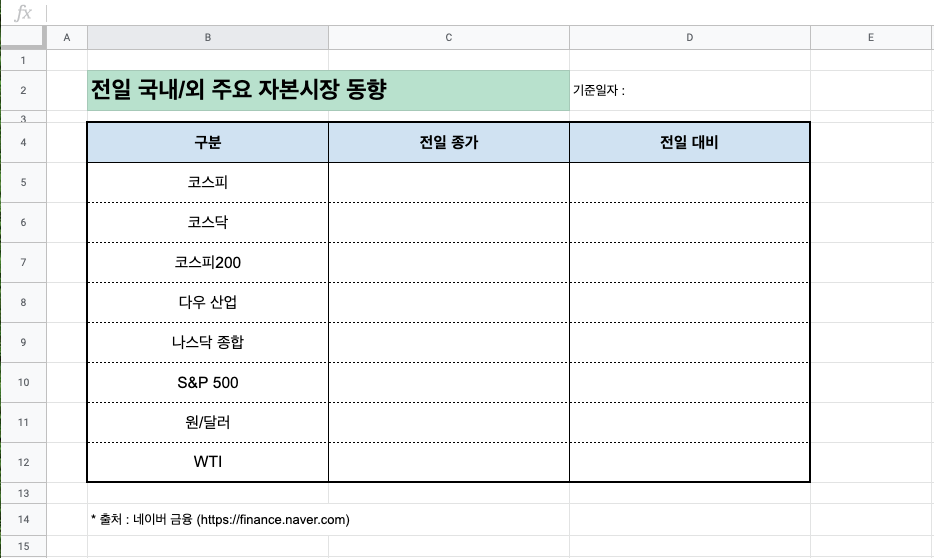 fx
A B C D E
1
2 전일 국내/외 주요 자본시장 동향 기준일자 :
3
4 구분 전일 종가 전일 대비
5 코스피
6 코스닥
7 코스피200
8 다우 산업
9 나스닥 종합
10 S&P 500
11 원/달러
12 WTI
13
14 * 출처 : 네이버 금융 (https://finance.naver.com)
15